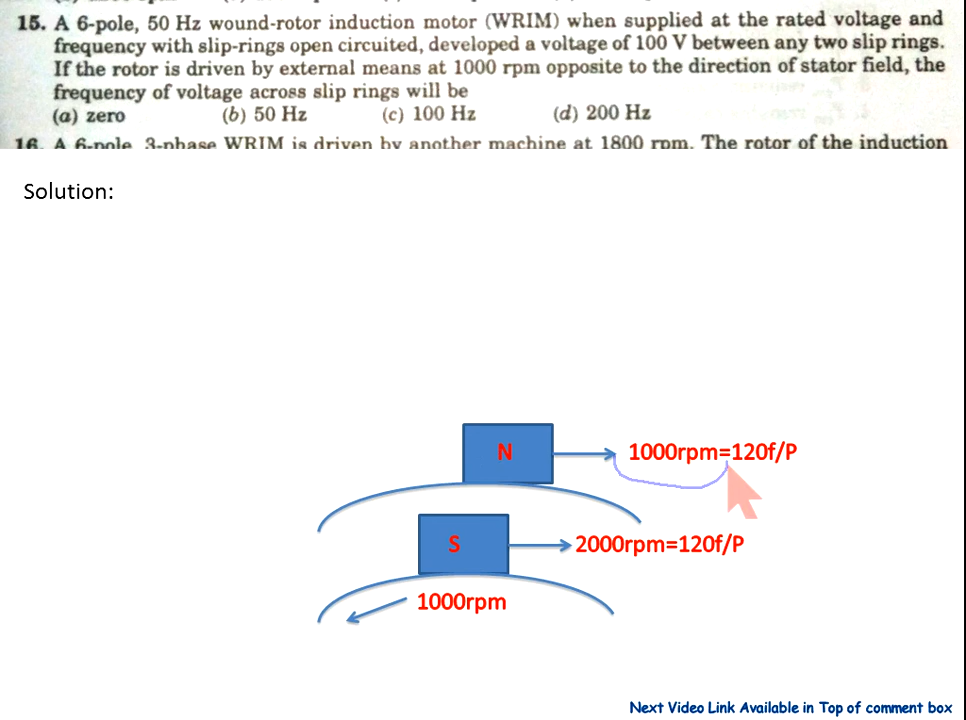 15. A 6-pole, 50 Hz wound-rotor induction motor (WRIM) when supplied at the rated voltage and
frequency with slip-rings open circuited, developed a voltage of 100 V between any two slip rings.
If the rotor is driven by external means at 1000 rpm opposite to the direction of stator field, the
frequency of voltage across slip rings will be
(a) zero (b) 50 Hz (c) 100 Hz (d) 200 Hz
16. A 6-pole, 3-phase WRIM is driven by another machine at 1800 rpm. The rotor of the induction
Solution:
N
1000rpm=120f/P
S
2000rpm=120f/P
1000rpm
Next Video Link Available in Top of comment box